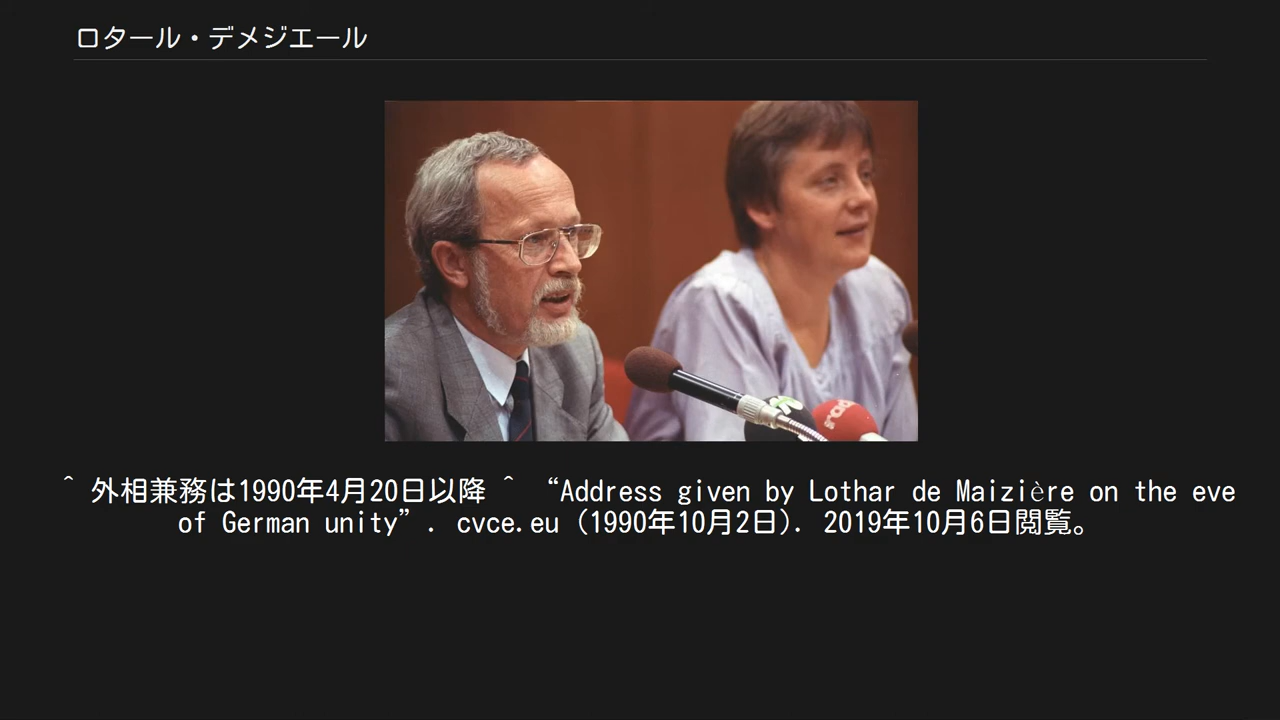 ロタール・デメジエール
^ 外相兼務は1990年4月20日以降 ^ “Address given by Lothar de Maizière on the eve
of German unity”. cvce.eu (1990年10月2日). 2019年10月6日閲覧。